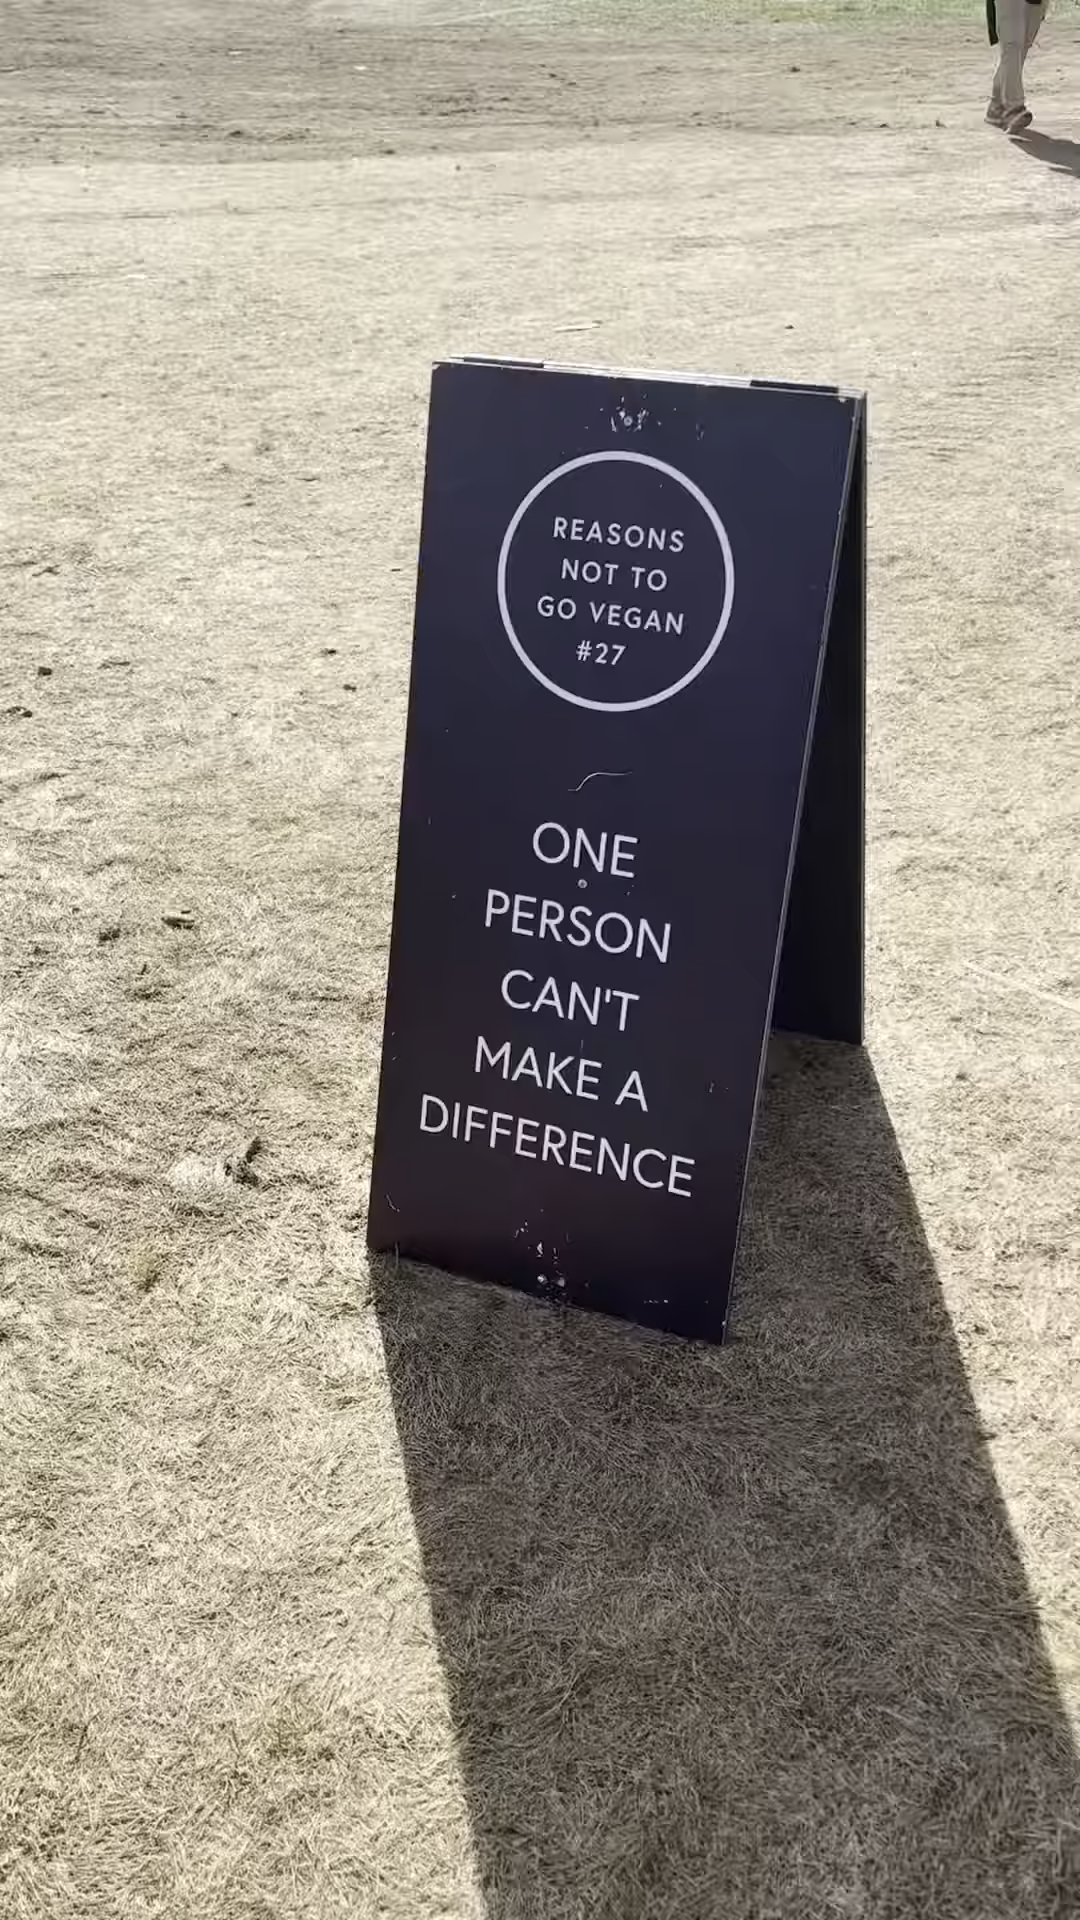 REASONS
NOT TO
GO VEGAN
#27
ONE
PERSON
CAN'T
MAKE A
DIFFERENCE